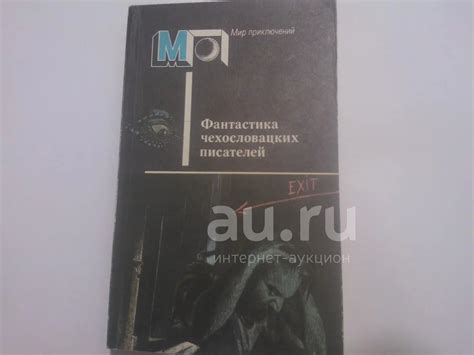 М
Мир приключений
Фантастика
чехословацких
писателей
EXIT
au.ru
интернет-аукцион